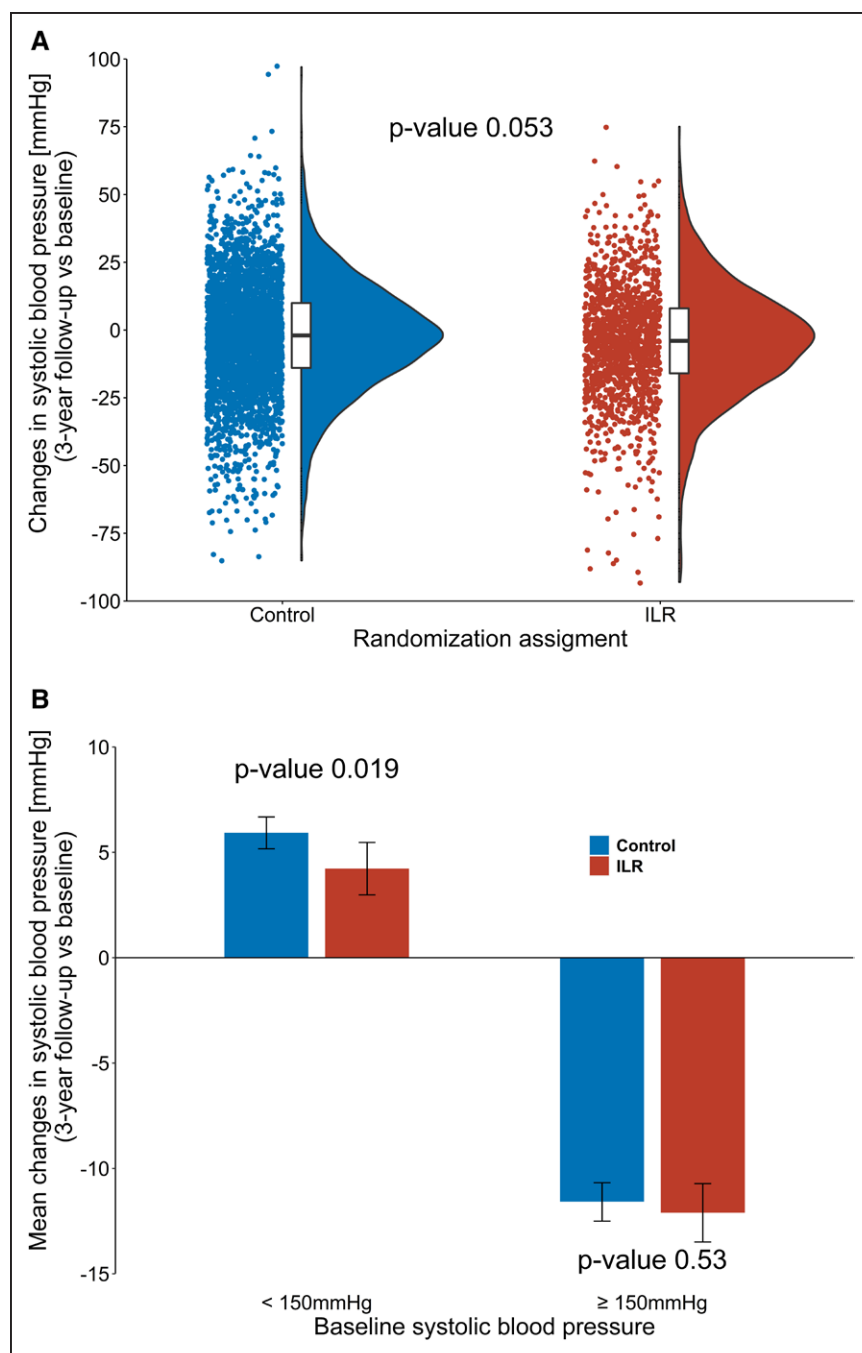 A
Changes in systolic blood pressure [mmHg]
(3-year follow-up vs baseline)
100
75
50
25
0
-25
-50
-75
-100
p-value 0.053
Control
ILR
Randomization assigment
B
Mean changes in systolic blood pressure [mmHg]
(3-year follow-up vs baseline)
10
5
0
-5
-10
-15
p-value 0.019
Control
ILR
p-value 0.53
< 150mmHg
≥ 150mmHg
Baseline systolic blood pressure